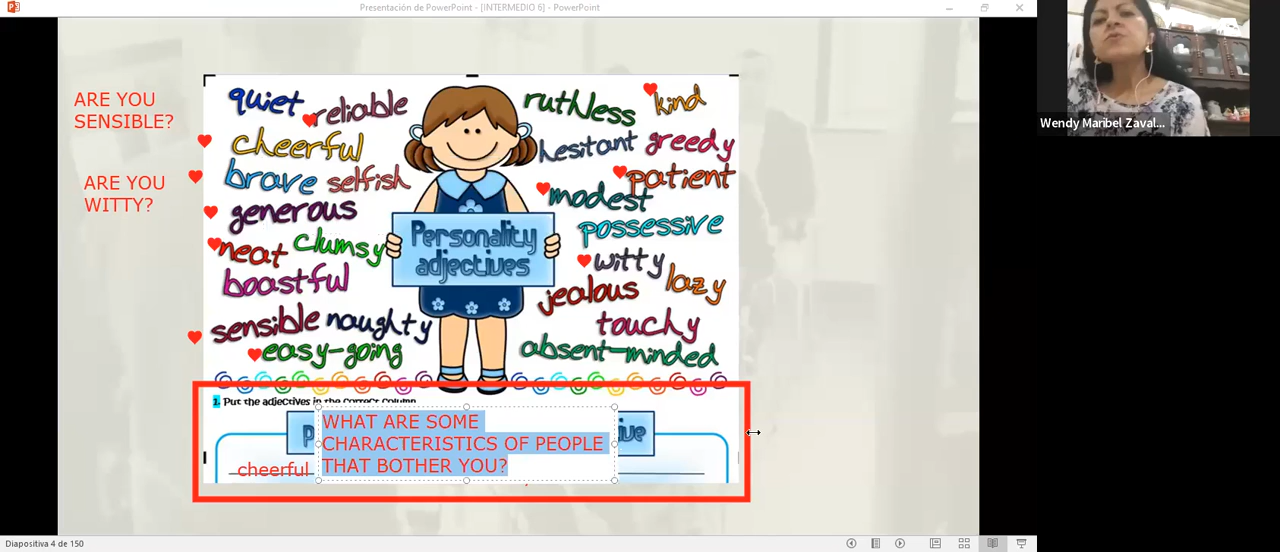 Presentación de PowerPoint - [INTERMEDIO 6] - PowerPoint
Wendy Maribel Zaval...
ARE YOU
SENSIBLE?
ARE YOU
WITTY?
quiet
reliable
cheerful
brave selfish
generous
neat clumsy
boastful
sensible naughty
easy-going
Personality
adjectives
ruthless
kind
hesitant greedy
patient
modest
possessive
witty
lazy
jealous
touchy
absent-minded
1. Put the adjectives in the correct column
WHAT ARE SOME
CHARACTERISTICS OF PEOPLE
THAT BOTHER YOU?
cheerful
Diapositiva 4 de 150